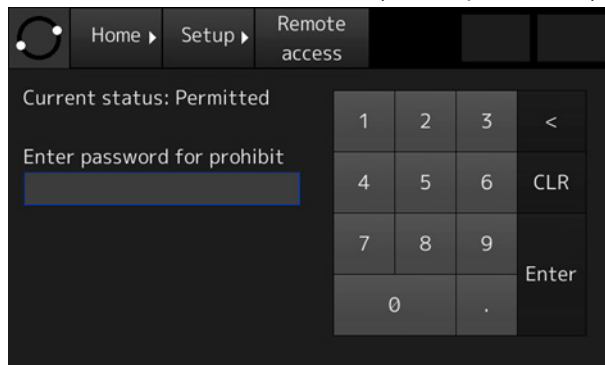 Home ▸ Setup ▸ Remote access
Current status: Permitted
Enter password for prohibit
1 2 3 <
4 5 6 CLR
7 8 9
Enter
0 .